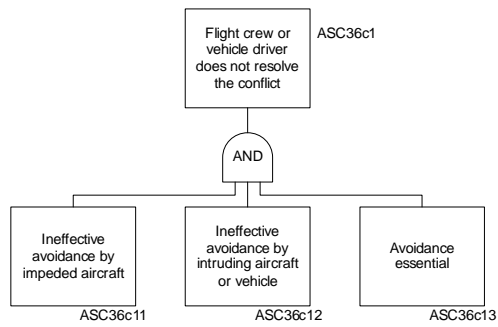 Flight crew or
vehicle driver
does not resolve
the conflict
ASC36c1
AND
Ineffective
avoidance by
impeded aircraft
Ineffective
avoidance by
intruding aircraft
or vehicle
Avoidance
essential
ASC36c11
ASC36c12
ASC36c13